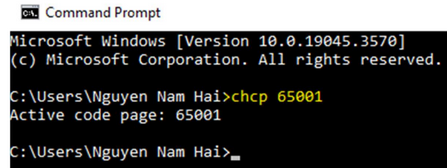 Command Prompt
Microsoft Windows [Version 10.0.19045.3570]
(c) Microsoft Corporation. All rights reserved.
C:\Users\Nguyen Nam Hai>chcp 65001
Active code page: 65001
C:\Users\Nguyen Nam Hai>_